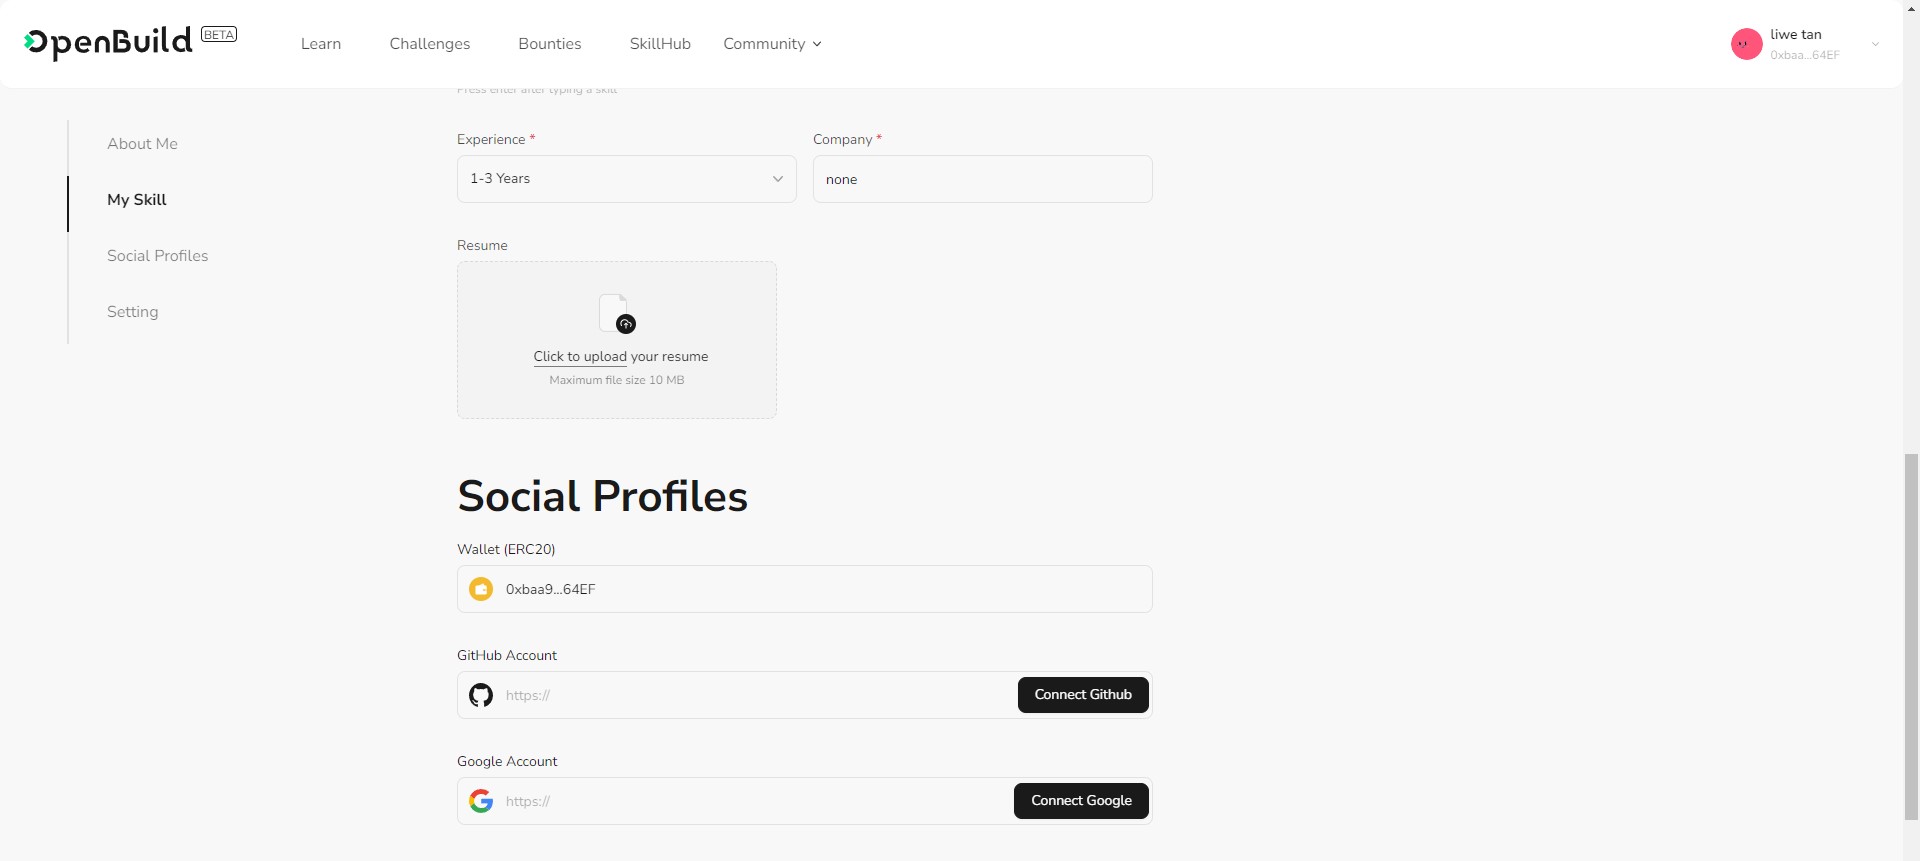 OpenBuild BETA
Learn Challenges Bounties SkillHub Community
liwe tan
0xbaa...64EF
Press enter after typing a skill
About Me
My Skill
Social Profiles
Setting
Experience * Company *
1-3 Years none
Resume
Click to upload your resume
Maximum file size 10 MB
Social Profiles
Wallet (ERC20)
0xbaa9...64EF
GitHub Account
https:// Connect Github
Google Account
https:// Connect Google